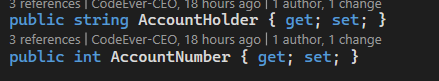 3 references | CodeEver-CEO, 18 hours ago | 1 author, 1 change
public string AccountHolder { get; set; }
3 references | CodeEver-CEO, 18 hours ago | 1 author, 1 change
public int AccountNumber { get; set; }